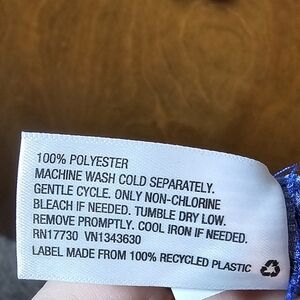 100% POLYESTER
MACHINE WASH COLD SEPARATELY.
GENTLE CYCLE. ONLY NON-CHLORINE
BLEACH IF NEEDED. TUMBLE DRY LOW.
REMOVE PROMPTLY. COOL IRON IF NEEDED.
RN17730 VN1343630
LABEL MADE FROM 100% RECYCLED PLASTIC